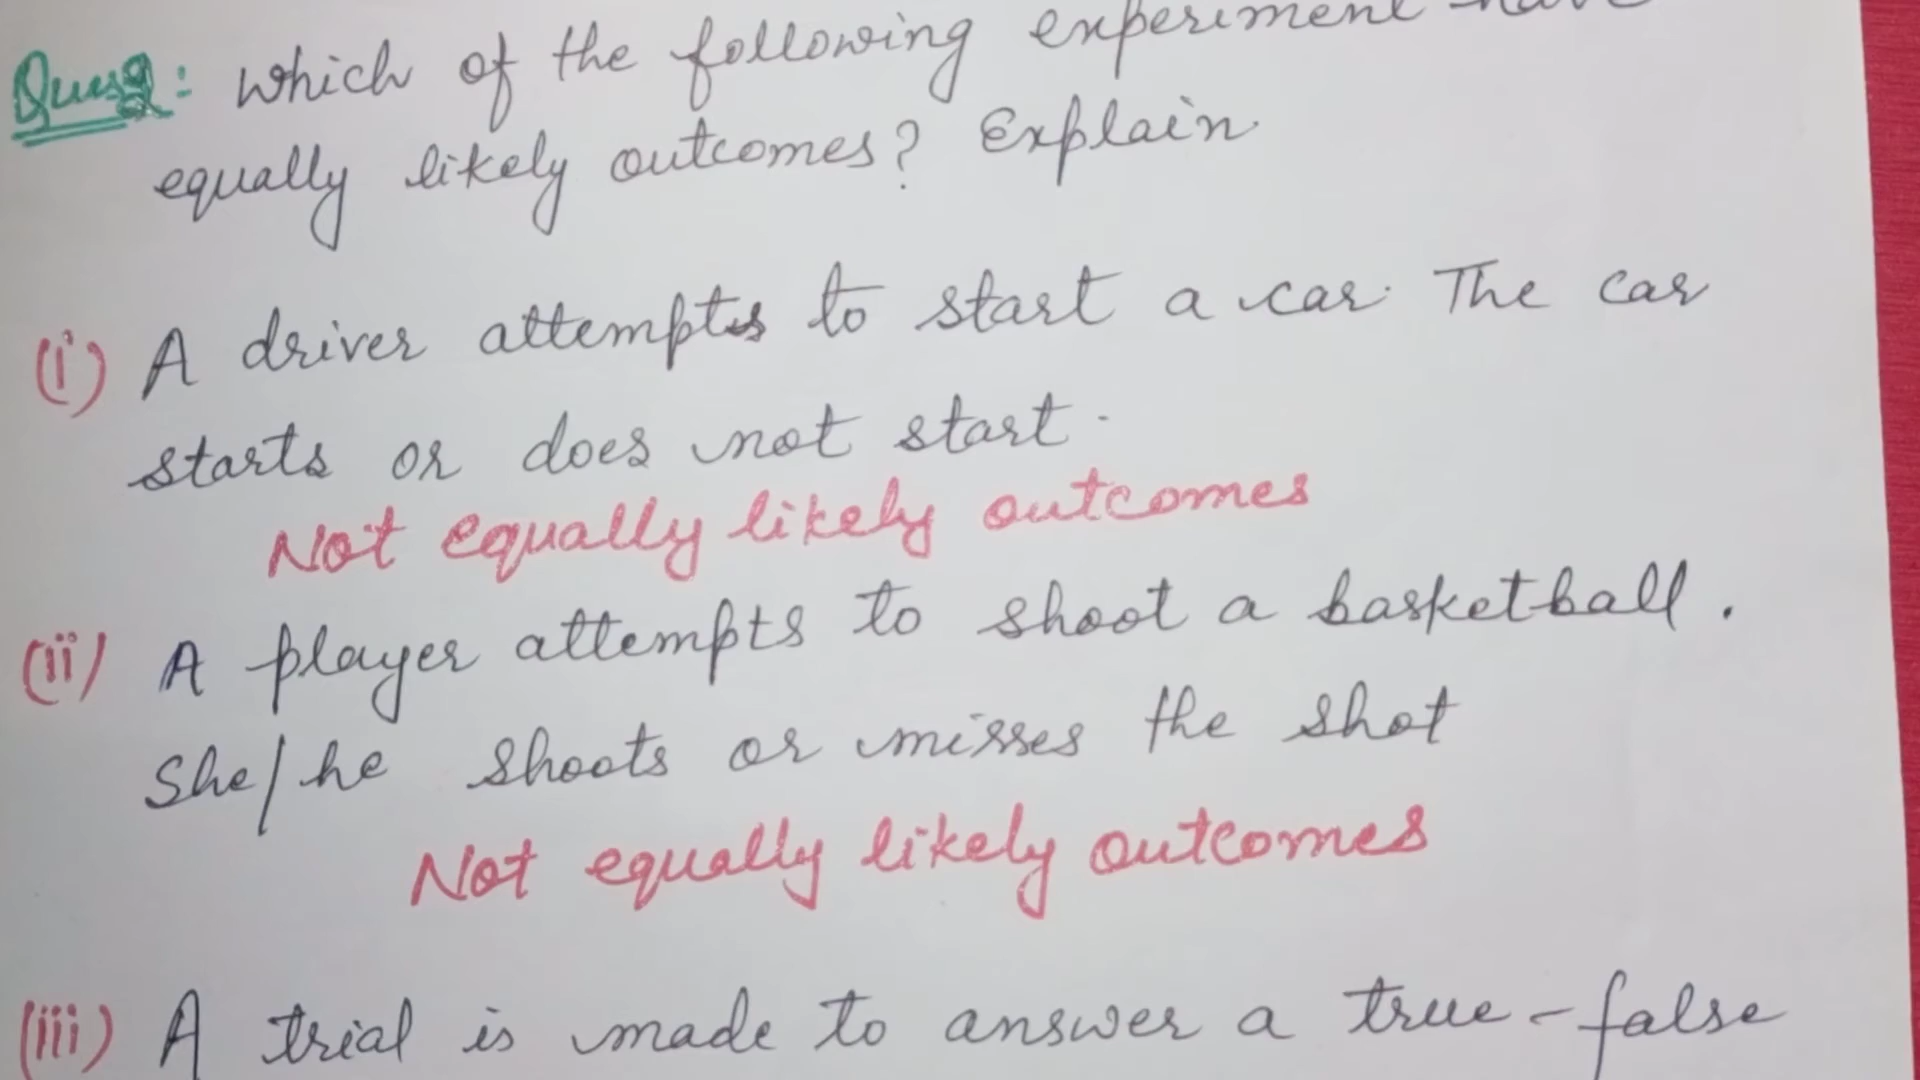 Ques2: Which of the following experiment have
equally likely outcomes? Explain
(i) A driver attempts to start a car. The car
starts or does not start.
Not equally likely outcomes
(ii) A player attempts to shoot a basketball.
She/he shoots or misses the shot
Not equally likely outcomes
(iii) A trial is made to answer a true-false